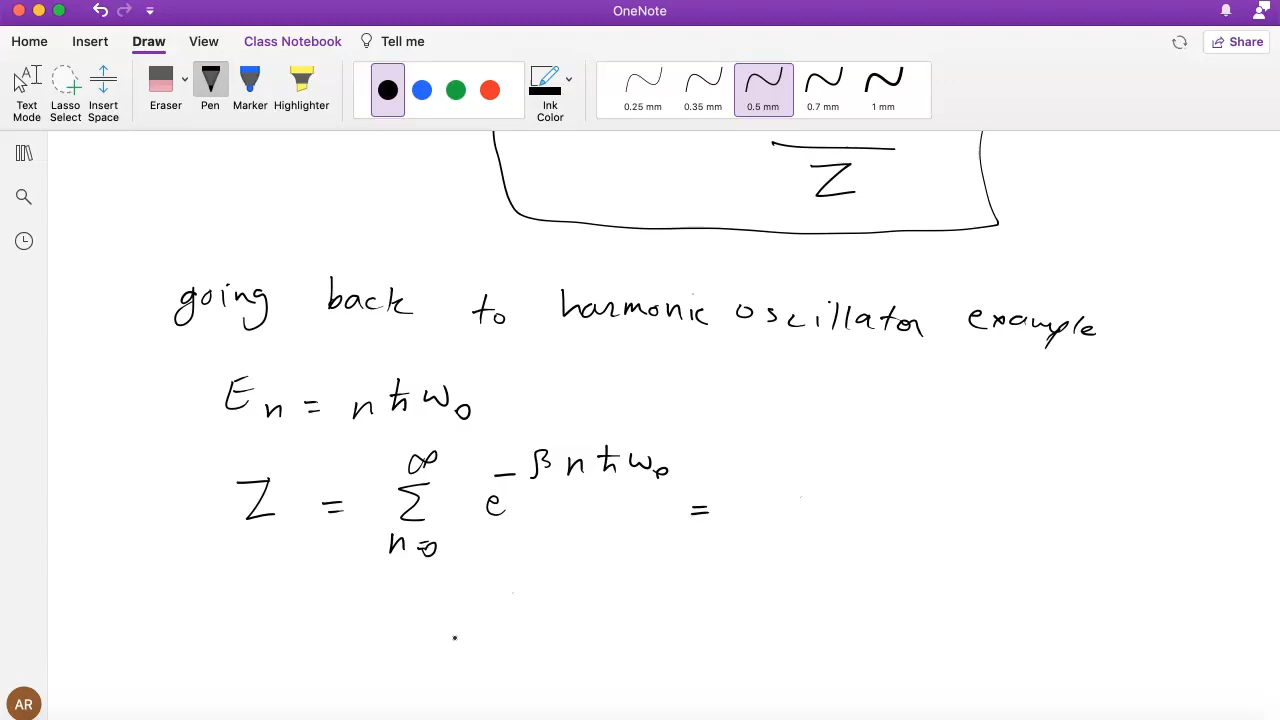 OneNote
Home Insert Draw View Class Notebook Tell me Share
Text Mode Lasso Select Insert Space Eraser Pen Marker Highlighter Ink Color 0.25 mm 0.35 mm 0.5 mm 0.7 mm 1 mm
Z
going back to harmonic oscillator example
Eₙ = nħω₀
Z = ∑_{n=0}^{∞} e^{-βnħω₀} =
AR